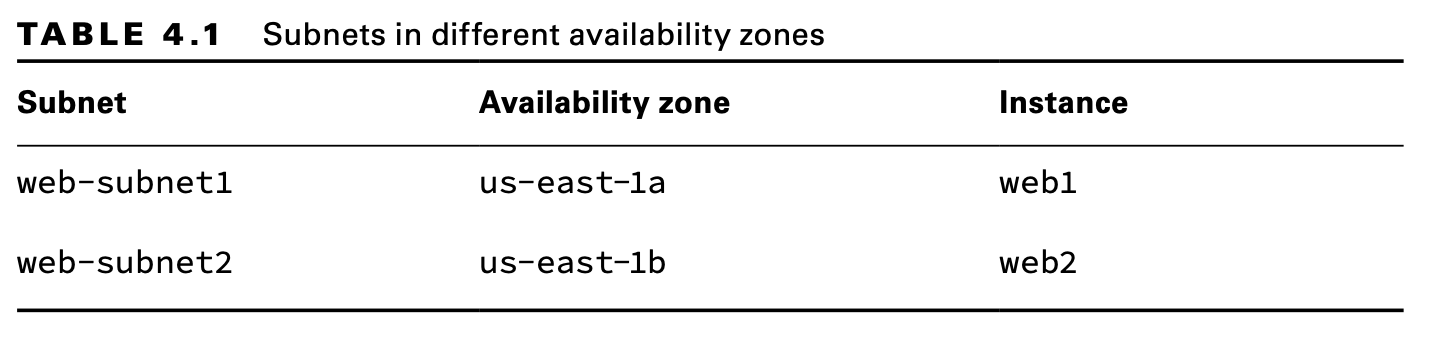 TABLE 4.1 Subnets in different availability zones
Subnet Availability zone Instance
web-subnet1 us-east-1a web1
web-subnet2 us-east-1b web2